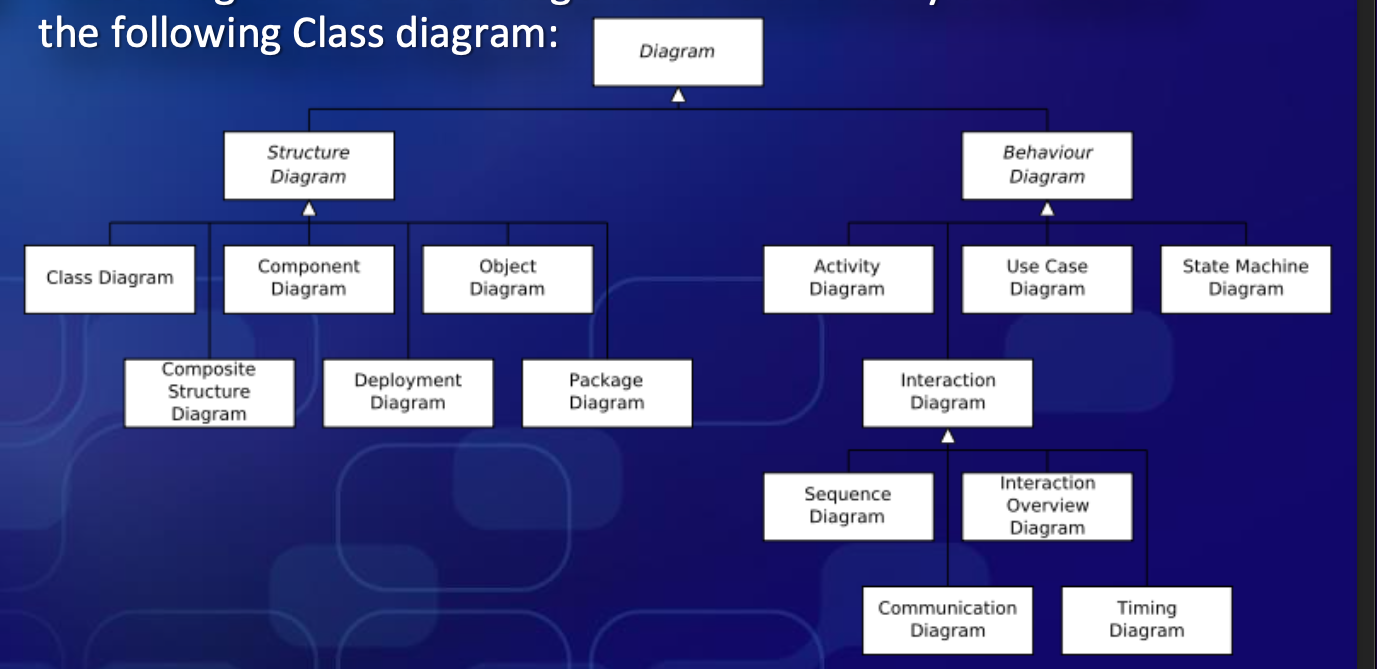 the following Class diagram:
Diagram
Structure
Diagram
Behaviour
Diagram
Class Diagram
Component
Diagram
Object
Diagram
Activity
Diagram
Use Case
Diagram
State Machine
Diagram
Composite
Structure
Diagram
Deployment
Diagram
Package
Diagram
Interaction
Diagram
Sequence
Diagram
Interaction
Overview
Diagram
Communication
Diagram
Timing
Diagram